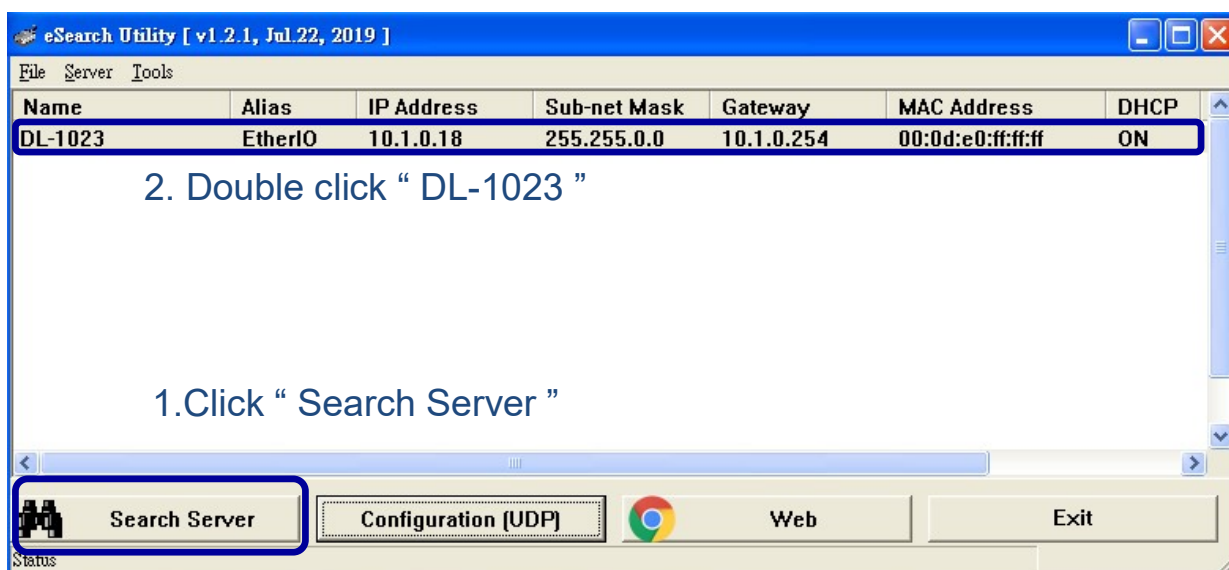 eSearch Utility [ v1.2.1, Jul.22, 2019 ]
File Server Tools
Name Alias IP Address Sub-net Mask Gateway MAC Address DHCP
DL-1023 EtherIO 10.1.0.18 255.255.0.0 10.1.0.254 00:0d:e0:ff:ff:ff ON
2. Double click “ DL-1023 ”
1.Click “ Search Server ”
Search Server Configuration (UDP) Web Exit
Status